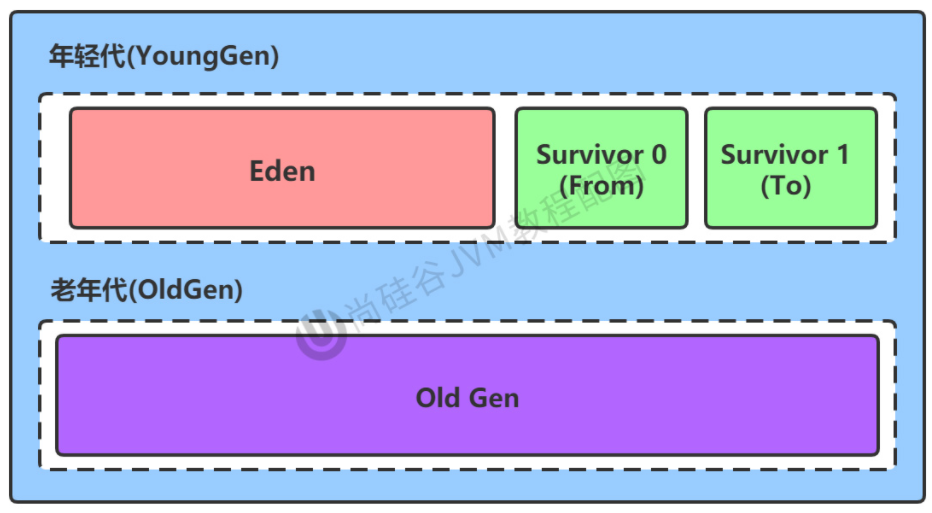 年轻代(YoungGen)
Eden
Survivor 0
(From)
Survivor 1
(To)
老年代(OldGen)
尚硅谷JVM教程配图
Old Gen